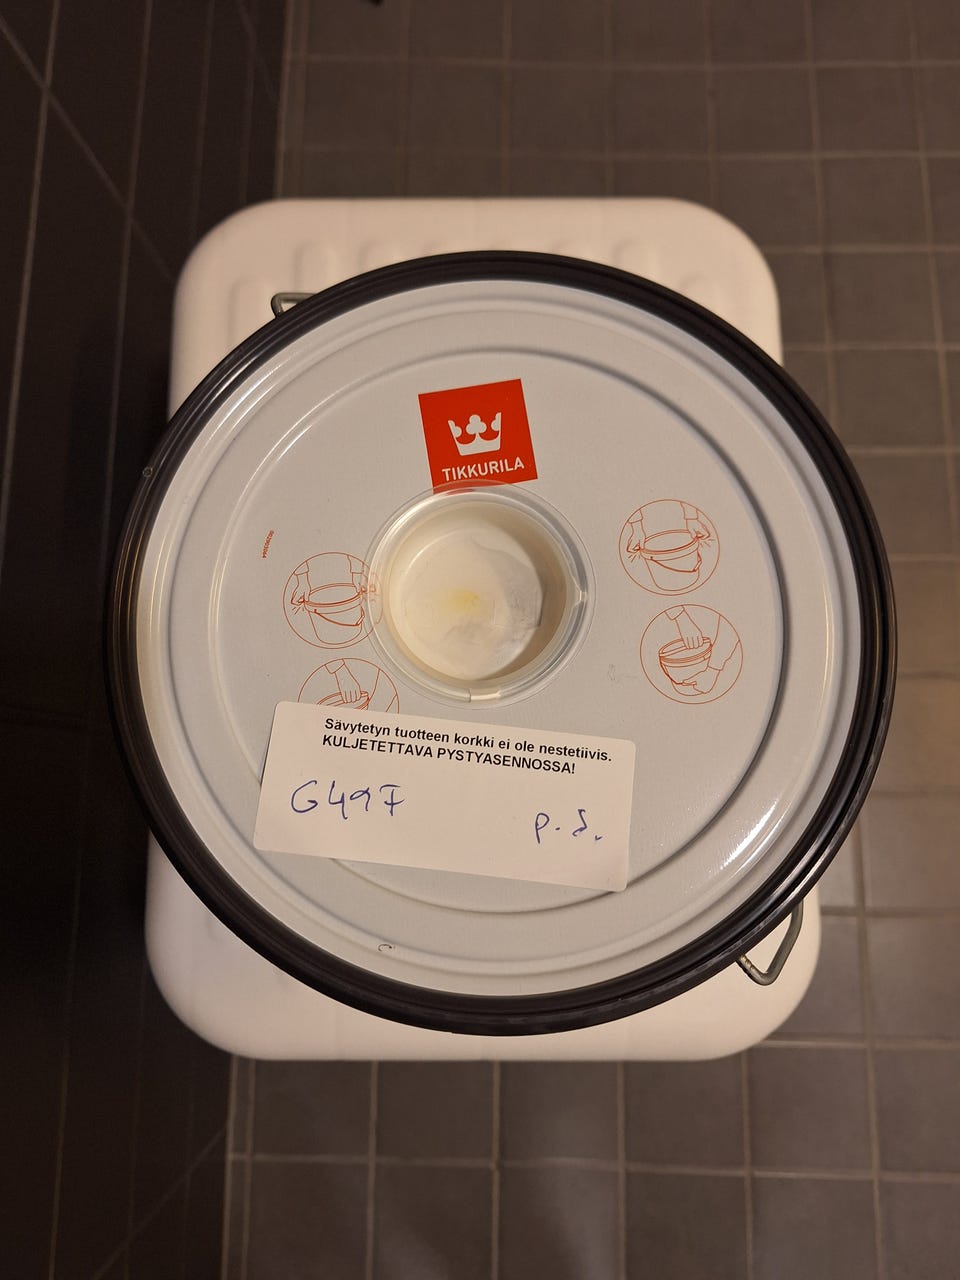 TIKKURILA
Sävytetyn tuotteen korkki ei ole nestetiivis.
KULJETETTAVA PYSTYASENNOSSA!
G497
p. S.